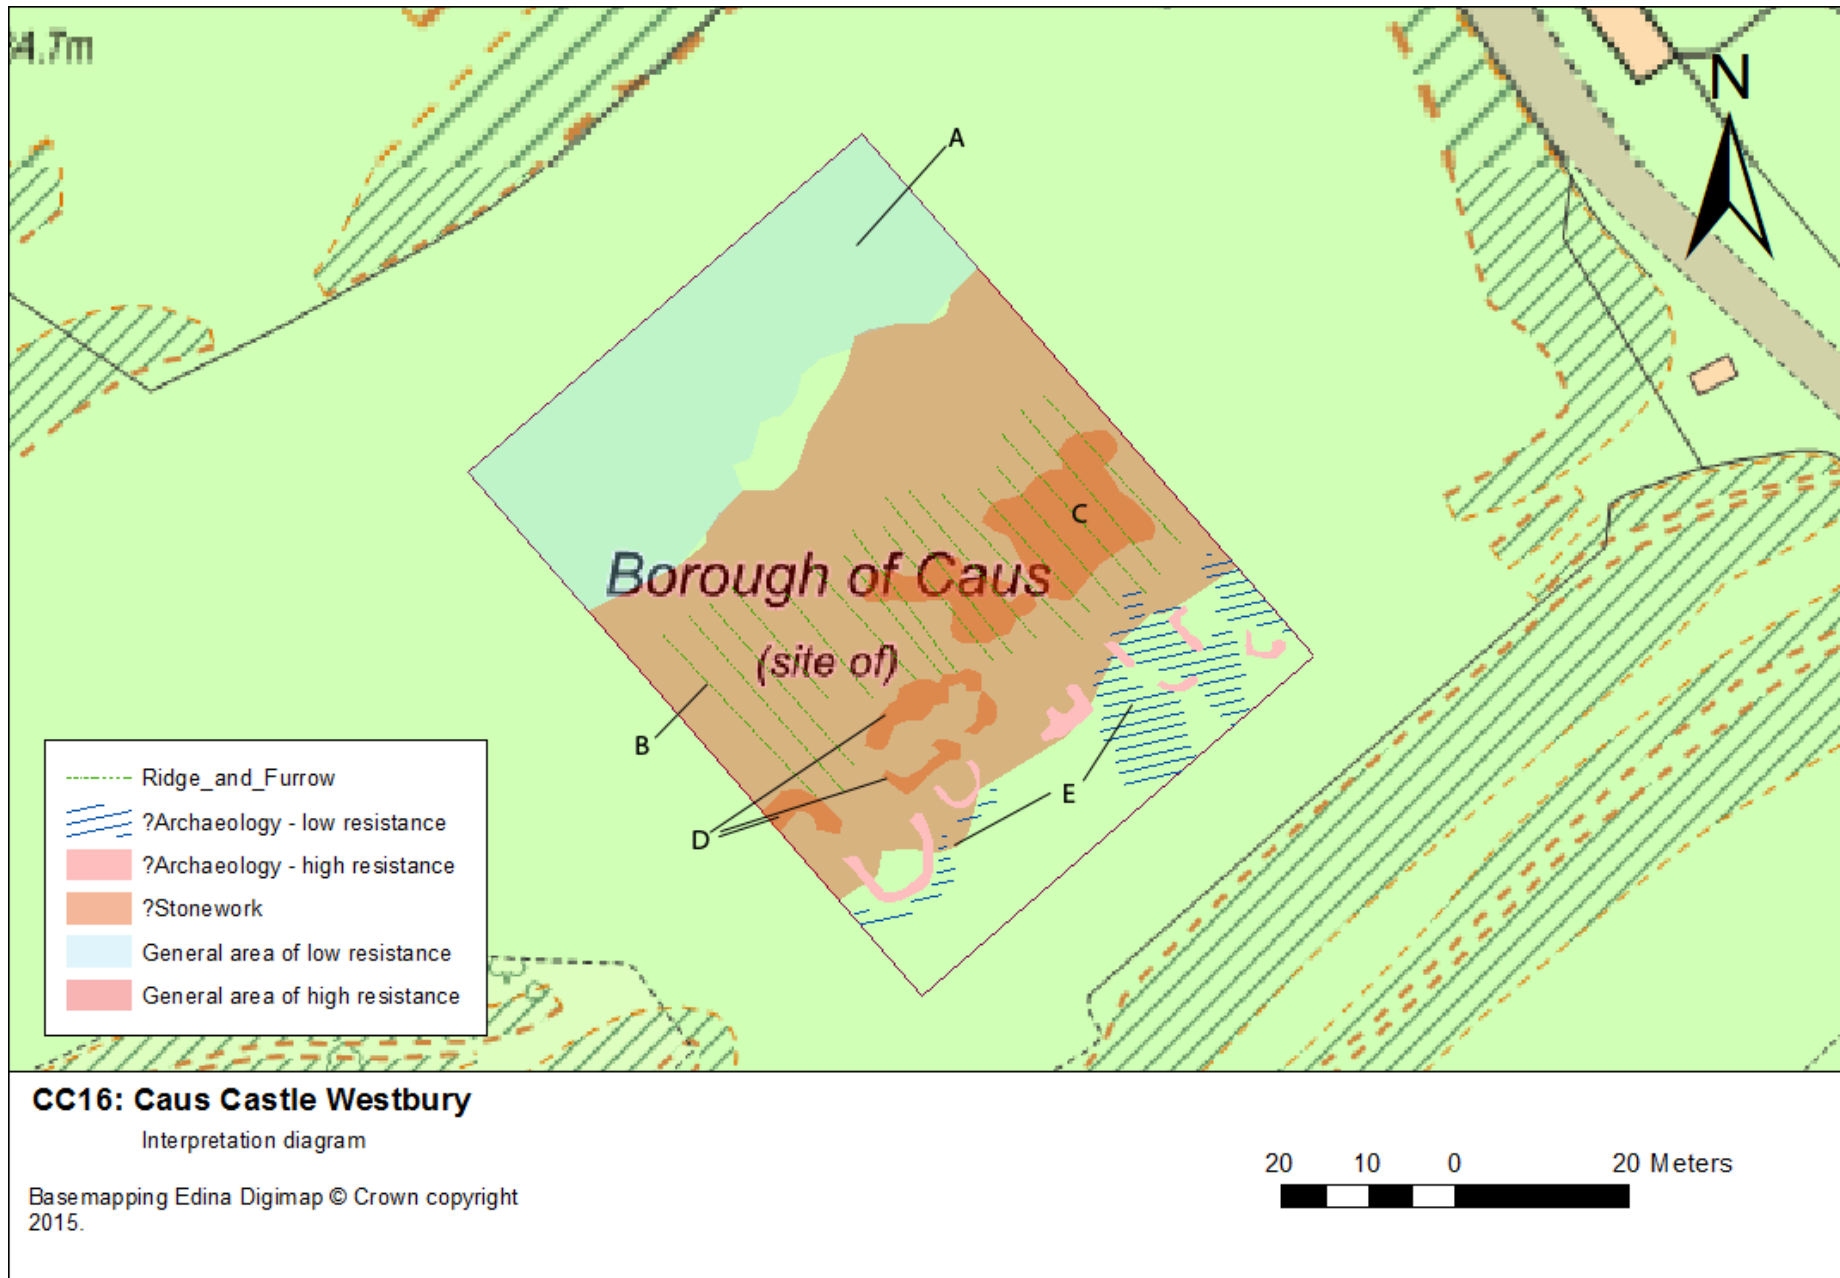 4.7m
N
A
C
Borough of Caus
(site of)
B
E
D
Ridge_and_Furrow
?Archaeology - low resistance
?Archaeology - high resistance
?Stonework
General area of low resistance
General area of high resistance
CC16: Caus Castle Westbury
Interpretation diagram
20 10 0 20 Meters
Basemapping Edina Digimap © Crown copyright
2015.